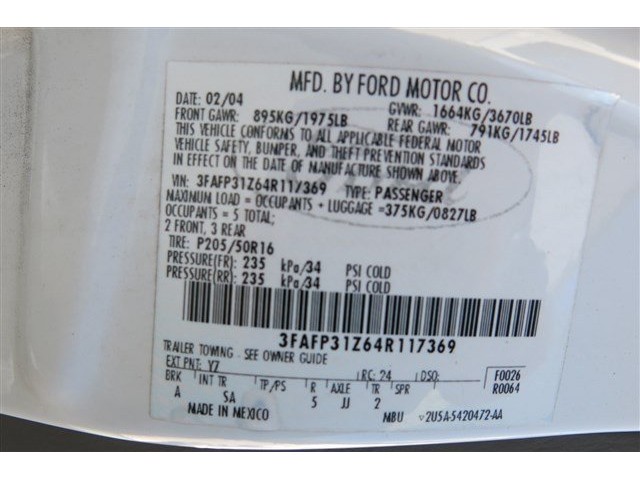 MFD. BY FORD MOTOR CO.
DATE: 02/04 GVWR: 1664KG/3670LB
FRONT GAWR: 895KG/1975LB REAR GAWR: 791KG/1745LB
THIS VEHICLE CONFORMS TO ALL APPLICABLE FEDERAL MOTOR
VEHICLE SAFETY, BUMPER, AND THEFT PREVENTION STANDARDS
IN EFFECT ON THE DATE OF MANUFACTURE SHOWN ABOVE.
VIN: 3FAFP31Z64R117369 TYPE: PASSENGER
MAXIMUM LOAD = OCCUPANTS + LUGGAGE =375KG/0827LB
OCCUPANTS = 5 TOTAL;
2 FRONT, 3 REAR
TIRE: P205/50R16
PRESSURE(FR): 235 kPa/34 PSI COLD
PRESSURE(RR): 235 kPa/34 PSI COLD
3FAFP31Z64R117369
TRAILER TOWING - SEE OWNER GUIDE
EXT PNT: YZ RC: 24 DSO: F0026
BRK INT TR TP/PS R AXLE TR SPR R0064
A SA 5 JJ 2
MADE IN MEXICO MBU 2U5A-5420472-AA